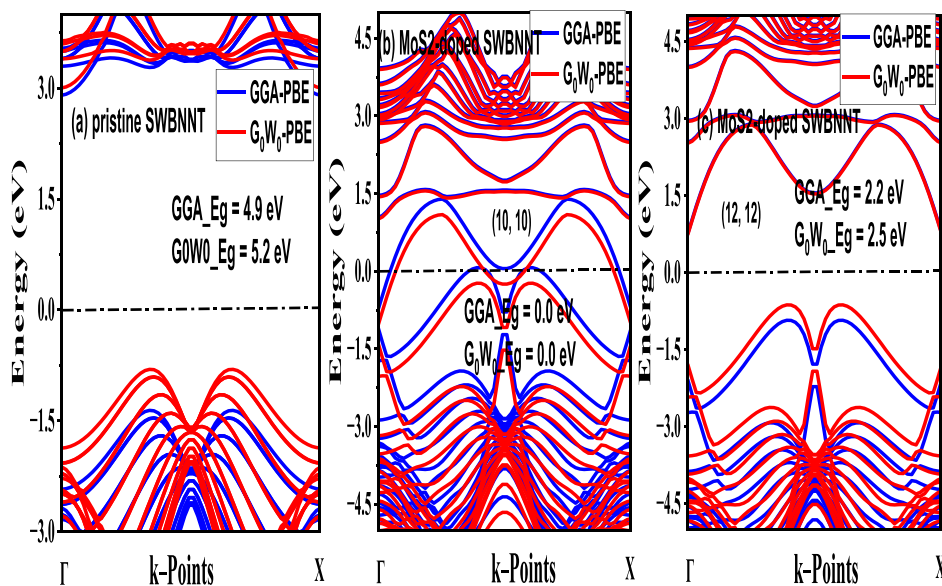 Energy (eV)
3.0
1.5
0.0
−1.5
−3.0
GGA-PBE
G₀W₀-PBE
(a) pristine SWBNNT
GGA_Eg = 4.9 eV
G0W0_Eg = 5.2 eV
Γ
k−Points
X
Energy (eV)
4.5
3.0
1.5
0.0
−1.5
−3.0
−4.5
(b) MoS2-doped SWBNNT
GGA-PBE
G₀W₀-PBE
(10, 10)
GGA_Eg = 0.0 eV
G₀W₀_Eg = 0.0 eV
Γ
k−Points
X
Energy (eV)
4.5
3.0
1.5
0.0
−1.5
−3.0
−4.5
GGA-PBE
G₀W₀-PBE
(c) MoS2-doped SWBNNT
(12, 12)
GGA_Eg = 2.2 eV
G₀W₀_Eg = 2.5 eV
Γ
k−Points
X